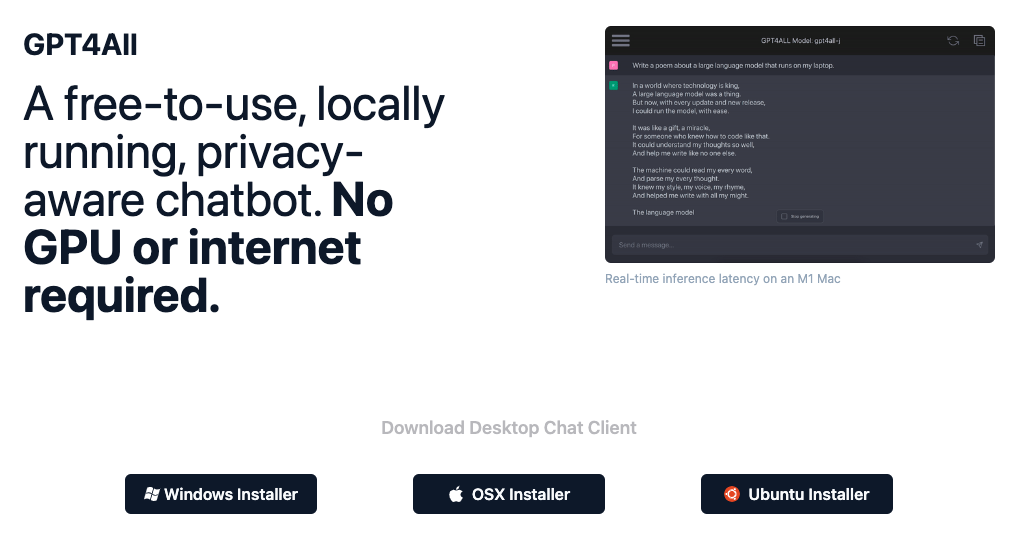 GPT4All
A free-to-use, locally
running, privacy-
aware chatbot. No
GPU or internet
required.
GPT4ALL Model: gpt4all-j
Write a poem about a large language model that runs on my laptop.
In a world where technology is king,
A large language model was a thing.
But now, with every update and new release,
I could run the model, with ease.
It was like a gift, a miracle,
For someone who knew how to code like that.
It could understand my thoughts so well,
And help me write like no one else.
The machine could read my every word,
And parse my every thought.
It knew my style, my voice, my rhyme,
And helped me write with all my might.
The language model
Stop generating
Send a message...
Real-time inference latency on an M1 Mac
Download Desktop Chat Client
Windows Installer
OSX Installer
Ubuntu Installer